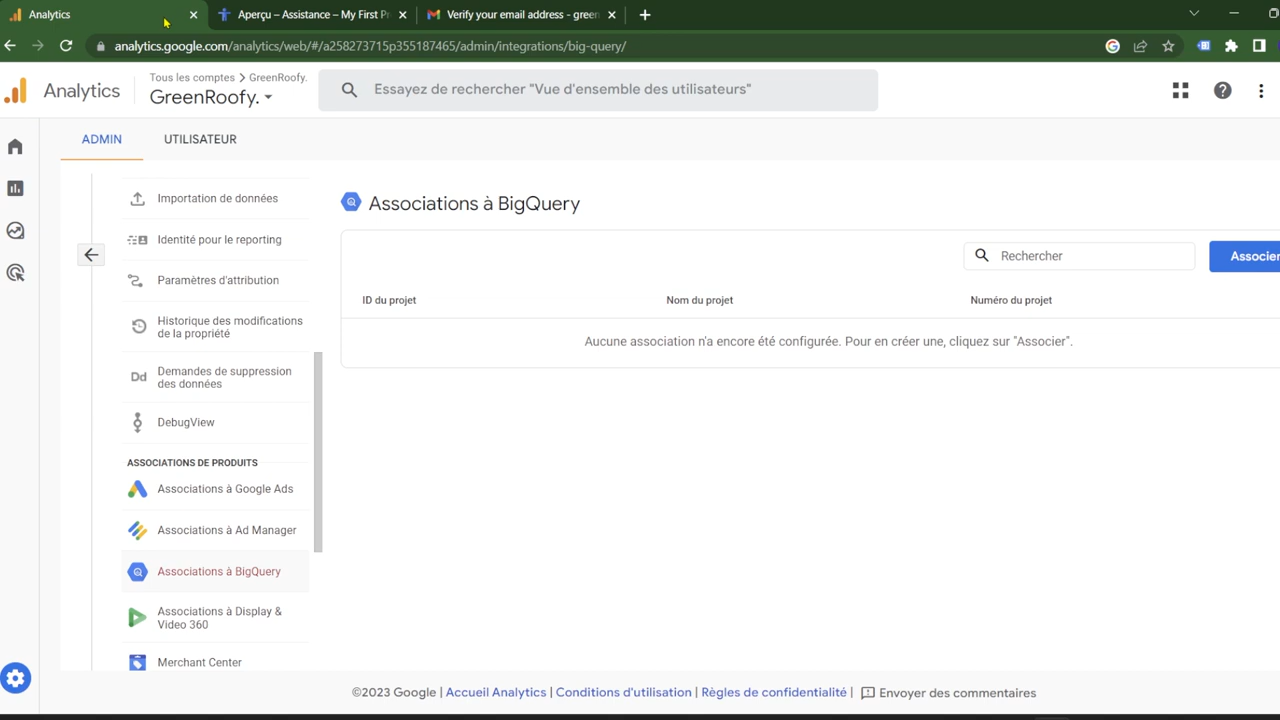 Analytics
Aperçu – Assistance – My First Pr
Verify your email address - green
analytics.google.com/analytics/web/#/a258273715p355187465/admin/integrations/big-query/
Analytics
Tous les comptes > GreenRoofy.
GreenRoofy.
Essayez de rechercher "Vue d'ensemble des utilisateurs"
ADMIN
UTILISATEUR
Importation de données
Identité pour le reporting
Paramètres d'attribution
Historique des modifications
de la propriété
Dd
Demandes de suppression
des données
DebugView
ASSOCIATIONS DE PRODUITS
Associations à Google Ads
Associations à Ad Manager
Associations à BigQuery
Associations à Display &
Video 360
Merchant Center
Associations à BigQuery
Rechercher
Associer
ID du projet
Nom du projet
Numéro du projet
Aucune association n'a encore été configurée. Pour en créer une, cliquez sur "Associer".
©2023 Google | Accueil Analytics | Conditions d'utilisation | Règles de confidentialité | Envoyer des commentaires